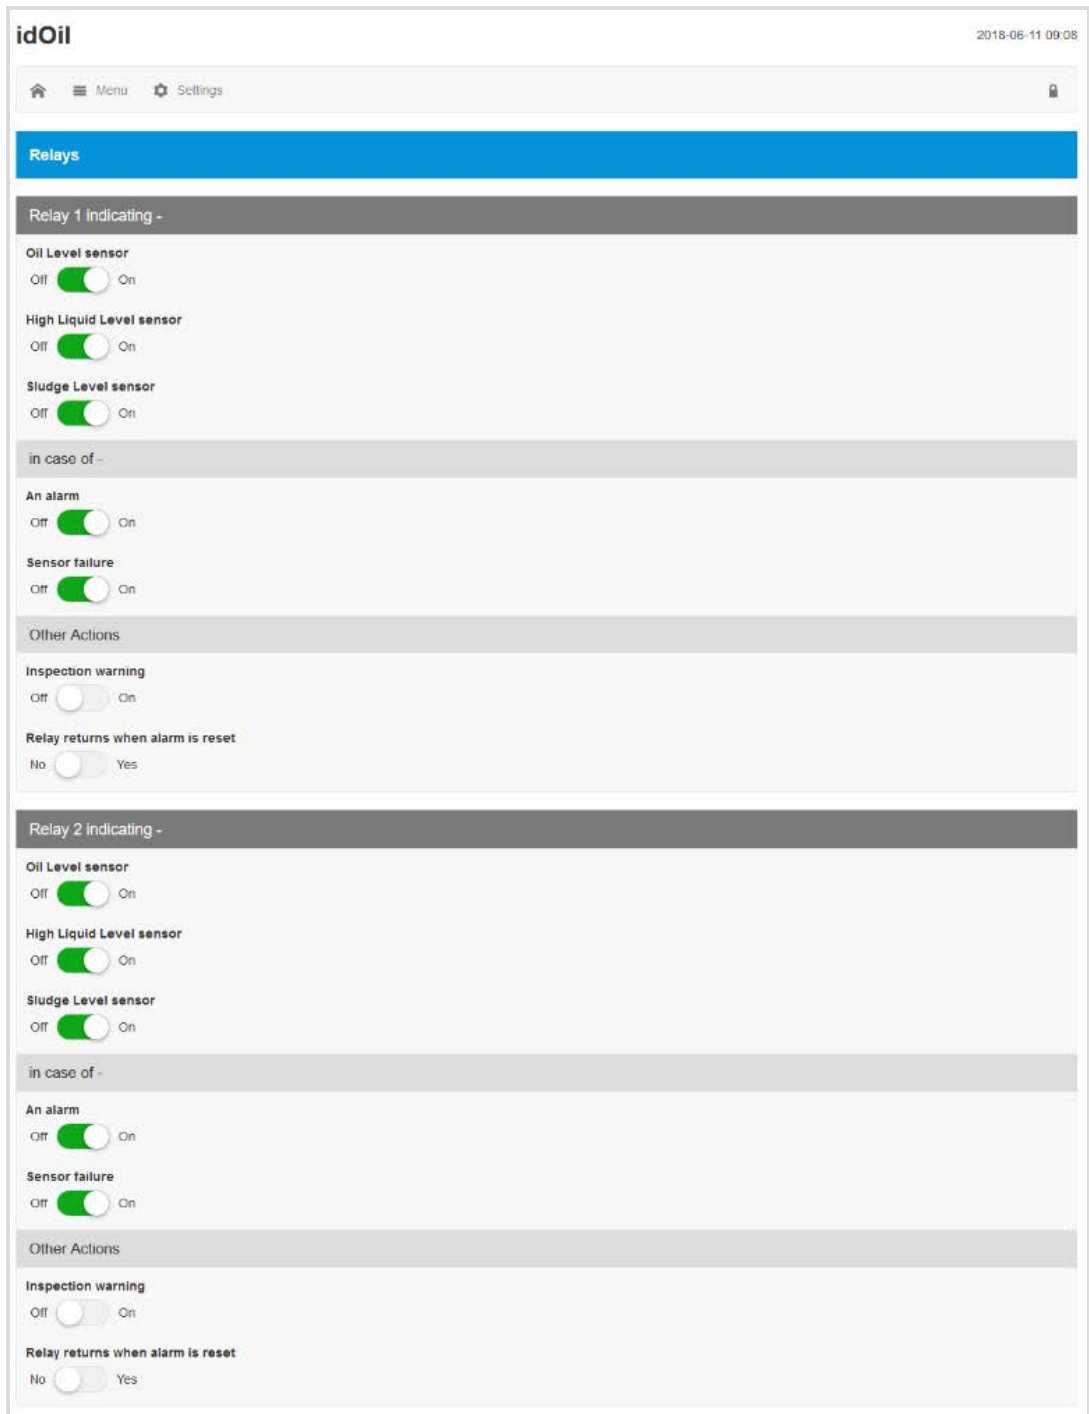 idOil
2018-06-11 09:08
Menu Settings
Relays
Relay 1 indicating -
Oil Level sensor
Off On
High Liquid Level sensor
Off On
Sludge Level sensor
Off On
in case of -
An alarm
Off On
Sensor failure
Off On
Other Actions
Inspection warning
Off On
Relay returns when alarm is reset
No Yes
Relay 2 indicating -
Oil Level sensor
Off On
High Liquid Level sensor
Off On
Sludge Level sensor
Off On
in case of -
An alarm
Off On
Sensor failure
Off On
Other Actions
Inspection warning
Off On
Relay returns when alarm is reset
No Yes